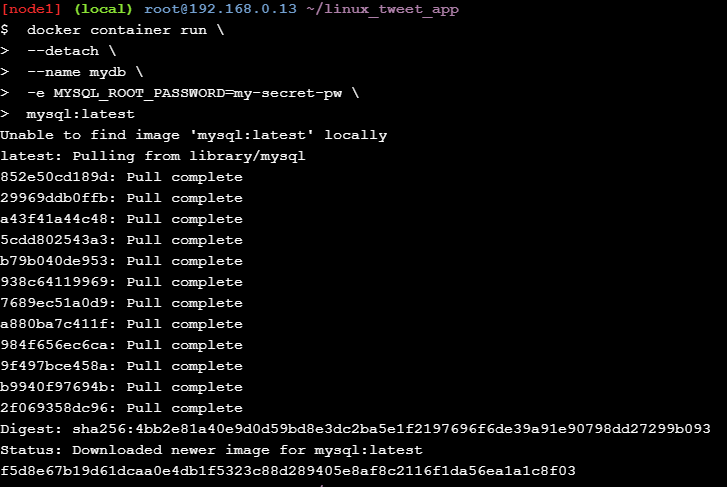 [node1] (local) root@192.168.0.13 ~/linux_tweet_app
$  docker container run \
>  --detach \
>  --name mydb \
>  -e MYSQL_ROOT_PASSWORD=my-secret-pw \
>  mysql:latest
Unable to find image 'mysql:latest' locally
latest: Pulling from library/mysql
852e50cd189d: Pull complete
29969ddb0ffb: Pull complete
a43f41a44c48: Pull complete
5cdd802543a3: Pull complete
b79b040de953: Pull complete
938c64119969: Pull complete
7689ec51a0d9: Pull complete
a880ba7c411f: Pull complete
984f656ec6ca: Pull complete
9f497bce458a: Pull complete
b9940f97694b: Pull complete
2f069358dc96: Pull complete
Digest: sha256:4bb2e81a40e9d0d59bd8e3dc2ba5e1f2197696f6de39a91e90798dd27299b093
Status: Downloaded newer image for mysql:latest
f5d8e67b19d61dcaa0e4db1f5323c88d289405e8af8c2116f1da56ea1a1c8f03